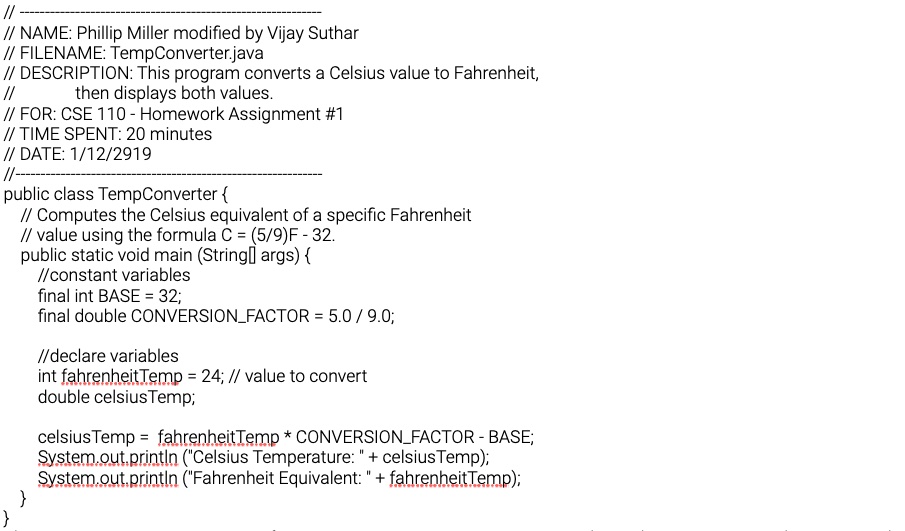 // ------------------------------------------------------------
// NAME: Phillip Miller modified by Vijay Suthar
// FILENAME: TempConverter.java
// DESCRIPTION: This program converts a Celsius value to Fahrenheit,
//              then displays both values.
// FOR: CSE 110 - Homework Assignment #1
// TIME SPENT: 20 minutes
// DATE: 1/12/2919
//-------------------------------------------------------------
public class TempConverter {
    // Computes the Celsius equivalent of a specific Fahrenheit
    // value using the formula C = (5/9)F - 32.
    public static void main (String[] args) {
        //constant variables
        final int BASE = 32;
        final double CONVERSION_FACTOR = 5.0 / 9.0;

        //declare variables
        int fahrenheitTemp = 24; // value to convert
        double celsiusTemp;

        celsiusTemp =  fahrenheitTemp * CONVERSION_FACTOR - BASE;
        System.out.println ("Celsius Temperature: " + celsiusTemp);
        System.out.println ("Fahrenheit Equivalent: " + fahrenheitTemp);
    }
}